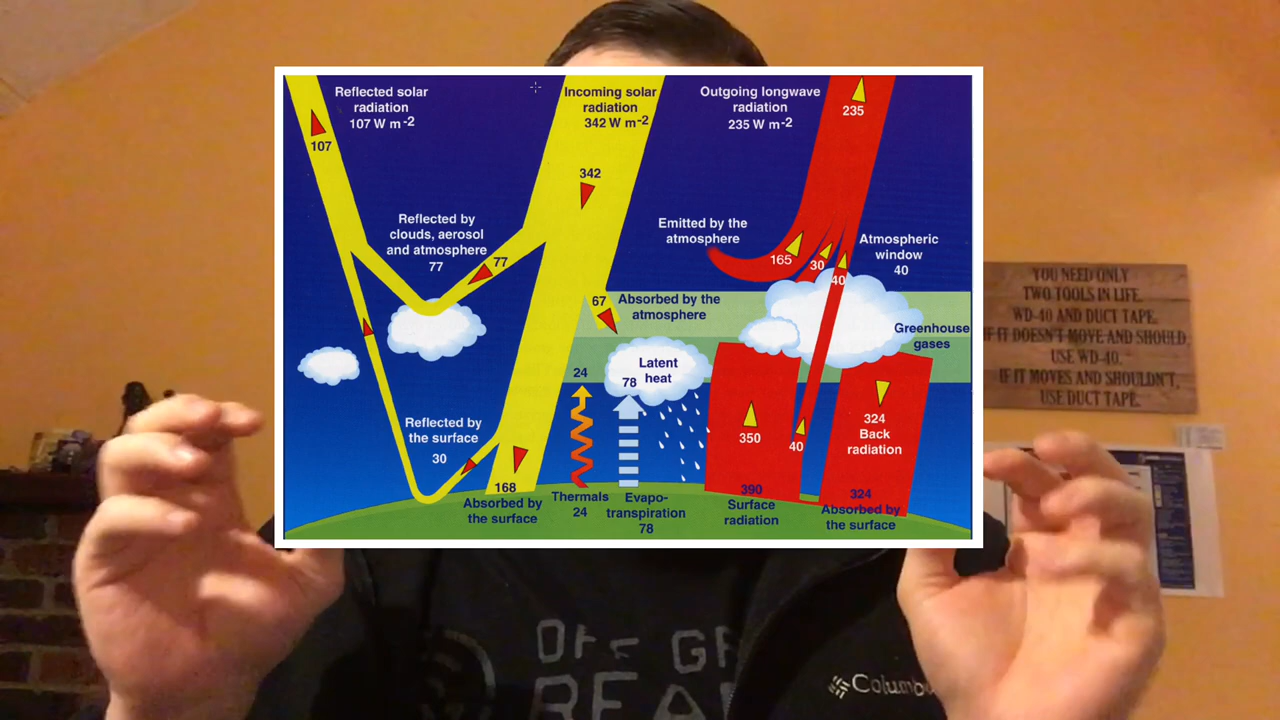 Reflected solar
radiation
107 W m-2
107
Incoming solar
radiation
342 W m-2
342
Outgoing longwave
radiation
235 W m-2
235
Reflected by
clouds, aerosol
and atmosphere
77
77
Emitted by the
atmosphere
165
30
40
Atmospheric
window
40
67
Absorbed by the
atmosphere
Greenhouse
gases
24
78
Latent
heat
350
40
324
Back
radiation
Reflected by
the surface
30
168
Absorbed by
the surface
Thermals
24
Evapo-
transpiration
78
390
Surface
radiation
324
Absorbed by
the surface
YOU NEED ONLY
TWO TOOLS IN LIFE.
WD-40 AND DUCT TAPE.
IF IT DOESN'T MOVE AND SHOULD,
USE WD-40.
IF IT MOVES AND SHOULDN'T,
USE DUCT TAPE.
Columbia